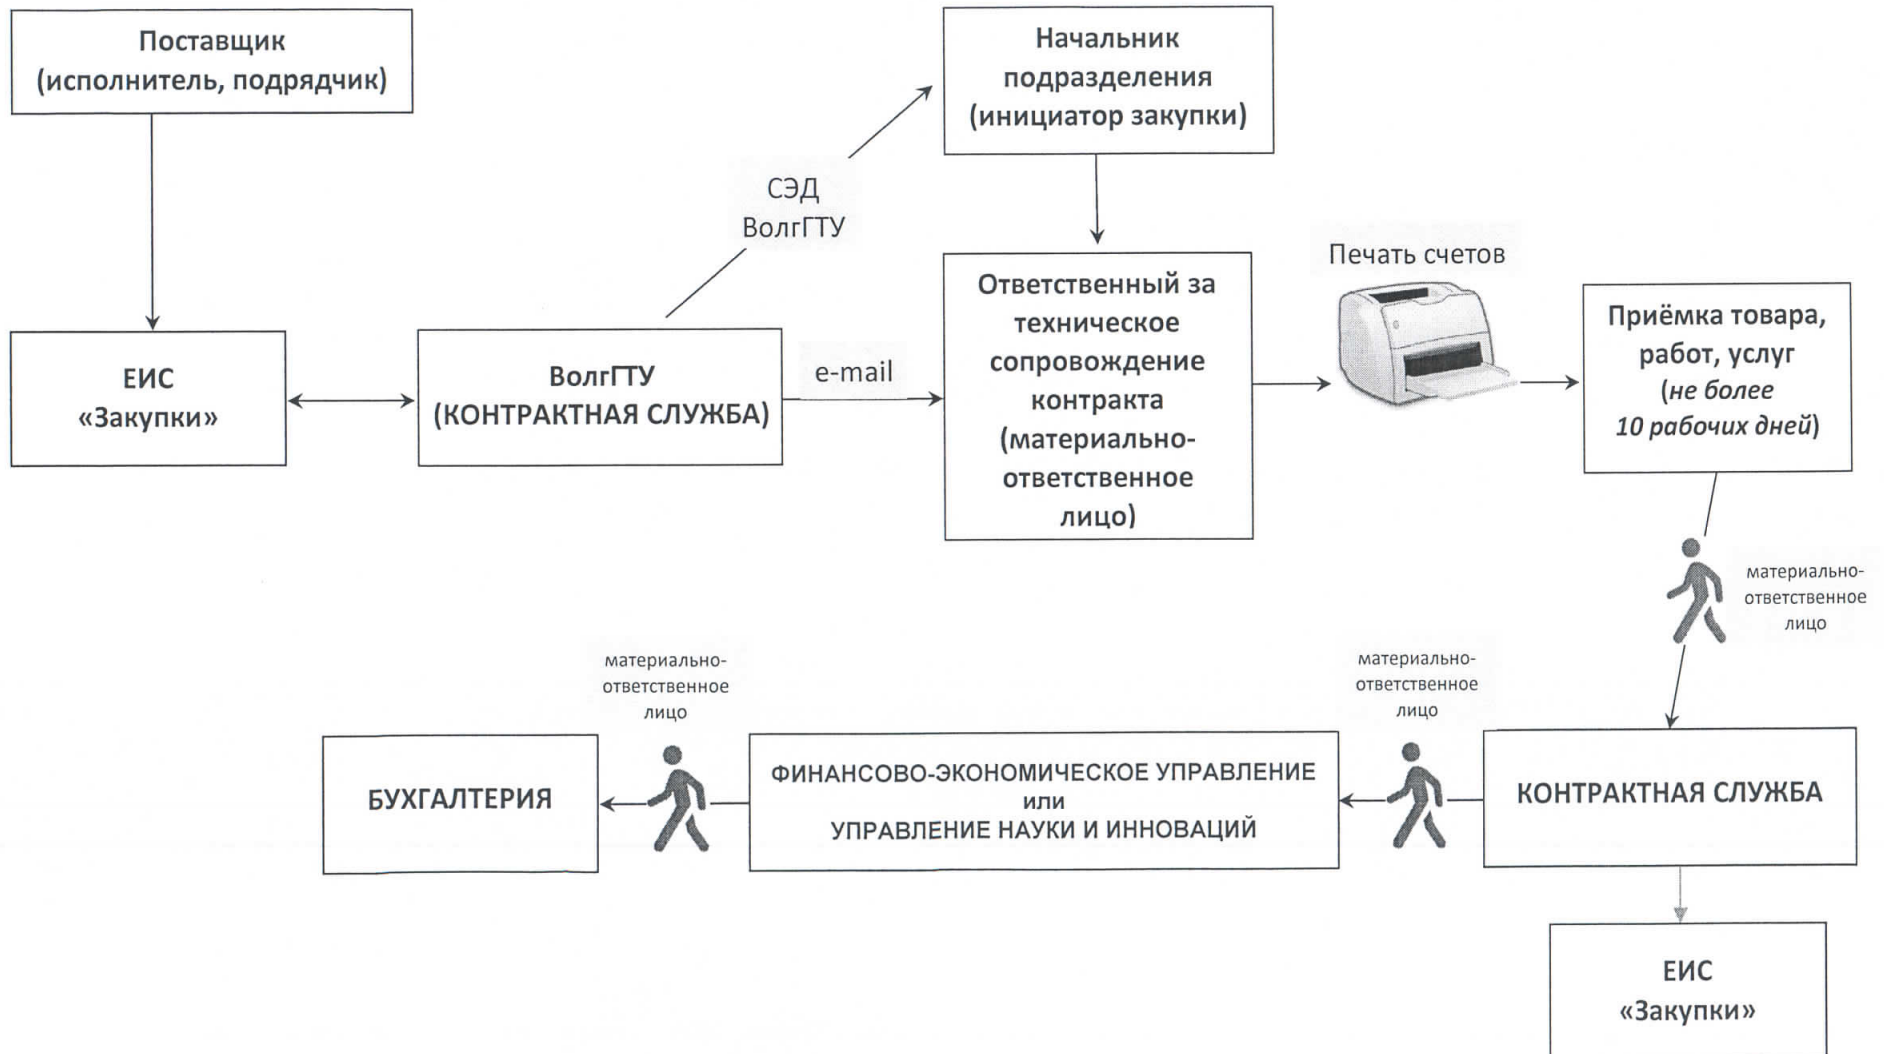 Поставщик
(исполнитель, подрядчик)
Начальник
подразделения
(инициатор закупки)
СЭД
ВолгГТУ
ЕИС
«Закупки»
ВолгГТУ
(КОНТРАКТНАЯ СЛУЖБА)
e-mail
Ответственный за
техническое
сопровождение
контракта
(материально-
ответственное
лицо)
Печать счетов
Приёмка товара,
работ, услуг
(не более
10 рабочих дней)
материально-
ответственное
лицо
материально-
ответственное
лицо
материально-
ответственное
лицо
БУХГАЛТЕРИЯ
ФИНАНСОВО-ЭКОНОМИЧЕСКОЕ УПРАВЛЕНИЕ
или
УПРАВЛЕНИЕ НАУКИ И ИННОВАЦИЙ
КОНТРАКТНАЯ СЛУЖБА
ЕИС
«Закупки»